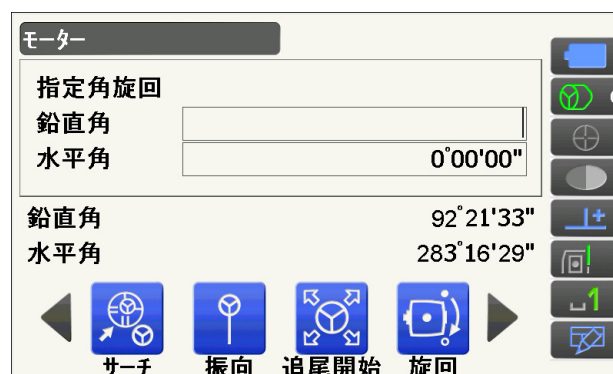 モーター
指定角旋回
鉛直角
水平角 0°00'00"
鉛直角 92°21'33"
水平角 283°16'29"
サーチ 振向 追尾開始 旋回
1